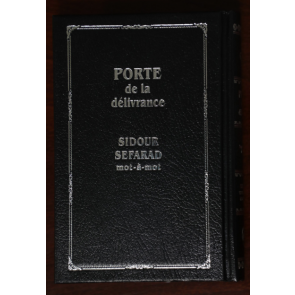 PORTE
de la
délivrance
SIDOUR
SEFARAD
mot-à-mot